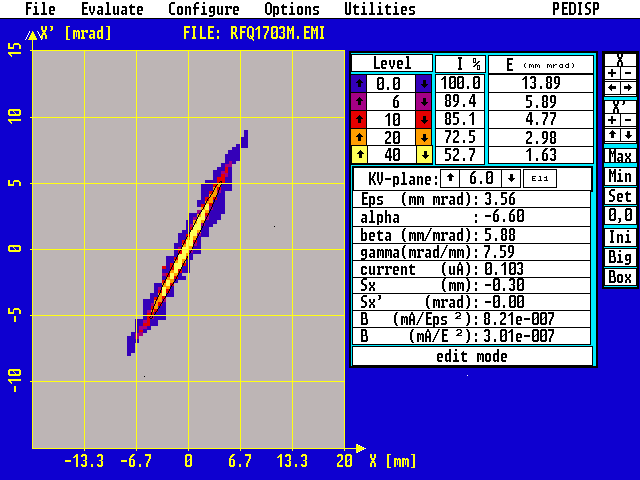 File Evaluate Configure Options Utilities PEDISP
X' [mrad] FILE: RFQ1703M.EMI
15
10
5
0
-5
-10
-13.3 -6.7 0 6.7 13.3 20 X [mm]
Level I % E (mm mrad)
0.0 100.0 13.89
6 89.4 5.89
10 85.1 4.77
20 72.5 2.98
40 52.7 1.63
KV-plane: 6.0 Ell
Eps (mm mrad): 3.56
alpha : -6.60
beta (mm/mrad): 5.88
gamma(mrad/mm): 7.59
current (uA): 0.103
Sx (mm): -0.30
Sx' (mrad): -0.00
B (mA/Eps ²): 8.21e-007
B (mA/E ²): 3.01e-007
edit mode
X
+ -
← →
X'
+ -
↑ ↓
Max
Min
Set
0,0
Ini
Big
Box